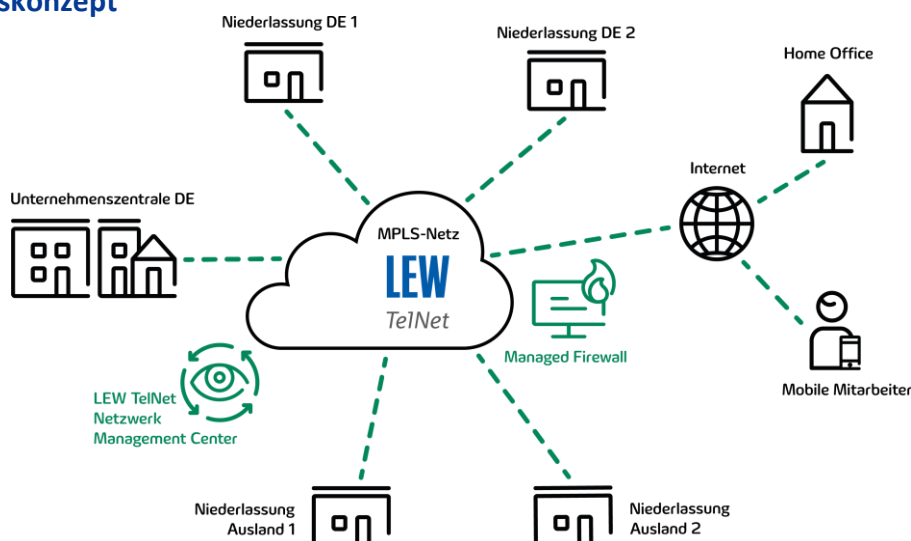 skonzept
Niederlassung DE 1
Niederlassung DE 2
Home Office
Internet
Unternehmenszentrale DE
MPLS-Netz
LEW
TelNet
Managed Firewall
Mobile Mitarbeiter
LEW TelNet
Netzwerk
Management Center
Niederlassung
Ausland 1
Niederlassung
Ausland 2